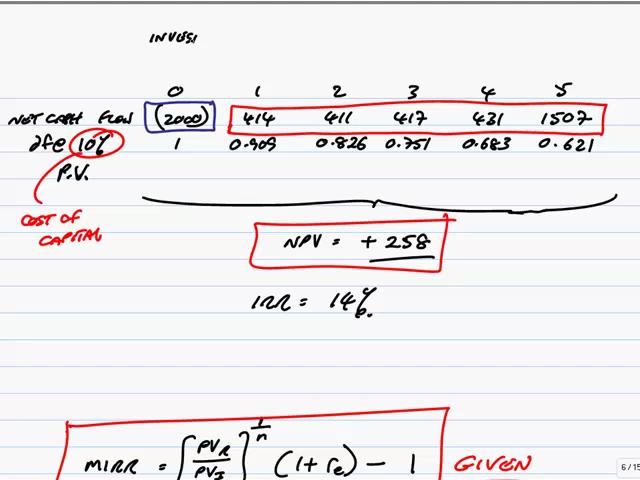 INVEST
0 1 2 3 4 5
NET CASH FLOW (2000) 414 411 417 431 1507
dfe 10% 1 0.909 0.826 0.751 0.683 0.621
P.V.
COST OF
CAPITAL
NPV = + 258
IRR = 14%.
MIRR = [PVR/PVI]^1/n (1 + re) - 1
GIVEN
6 / 15